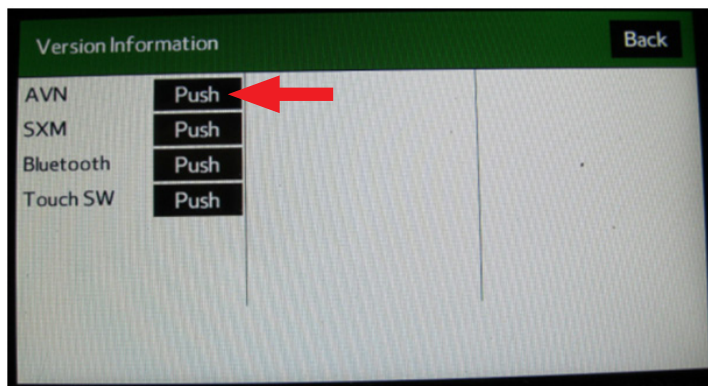 Version Information Back
AVN Push
SXM Push
Bluetooth Push
Touch SW Push